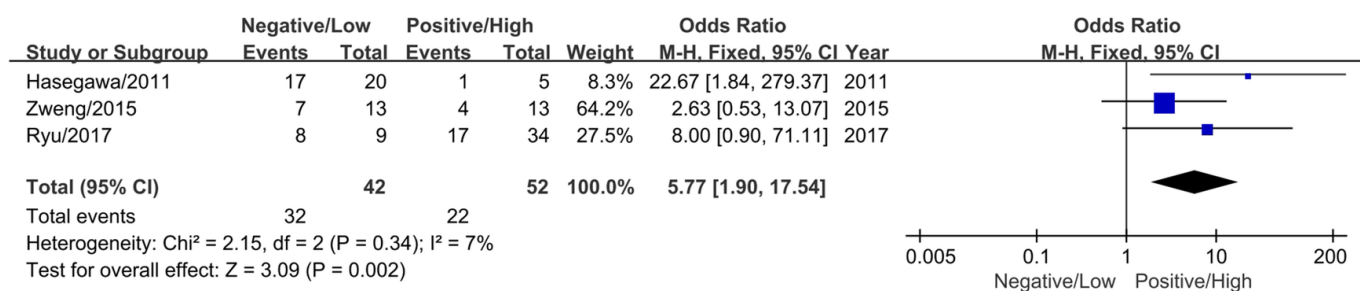 Negative/Low Positive/High Odds Ratio Odds Ratio
Study or Subgroup Events Total Events Total Weight M-H, Fixed, 95% CI Year M-H, Fixed, 95% CI
Hasegawa/2011 17 20 1 5 8.3% 22.67 [1.84, 279.37] 2011
Zweng/2015 7 13 4 13 64.2% 2.63 [0.53, 13.07] 2015
Ryu/2017 8 9 17 34 27.5% 8.00 [0.90, 71.11] 2017
Total (95% CI) 42 52 100.0% 5.77 [1.90, 17.54]
Total events 32 22
Heterogeneity: Chi² = 2.15, df = 2 (P = 0.34); I² = 7%
Test for overall effect: Z = 3.09 (P = 0.002)
0.005 0.1 1 10 200
Negative/Low Positive/High